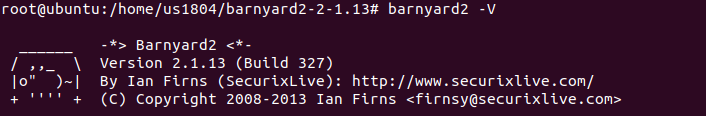 root@ubuntu:/home/us1804/barnyard2-2-1.13# barnyard2 -V
  ______   -*> Barnyard2 <*-
 / ,,_  \  Version 2.1.13 (Build 327)
 |o"  )~|  By Ian Firns (SecurixLive): http://www.securixlive.com/
 + '''' +  (C) Copyright 2008-2013 Ian Firns <firnsy@securixlive.com>